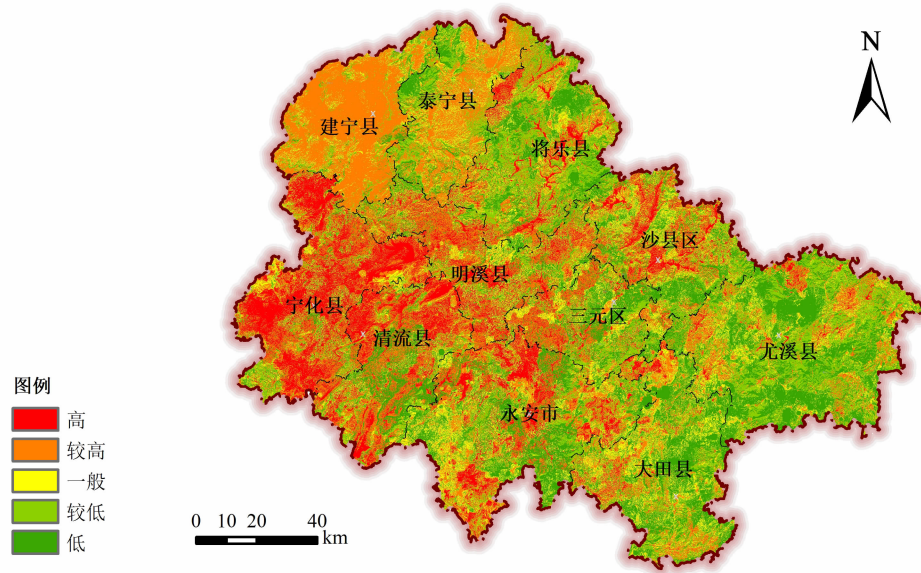 N
泰宁县
建宁县
将乐县
沙县区
明溪县
宁化县
三元区
清流县
尤溪县
永安市
大田县
图例
高
较高
一般
较低
低
0 10 20 40
km